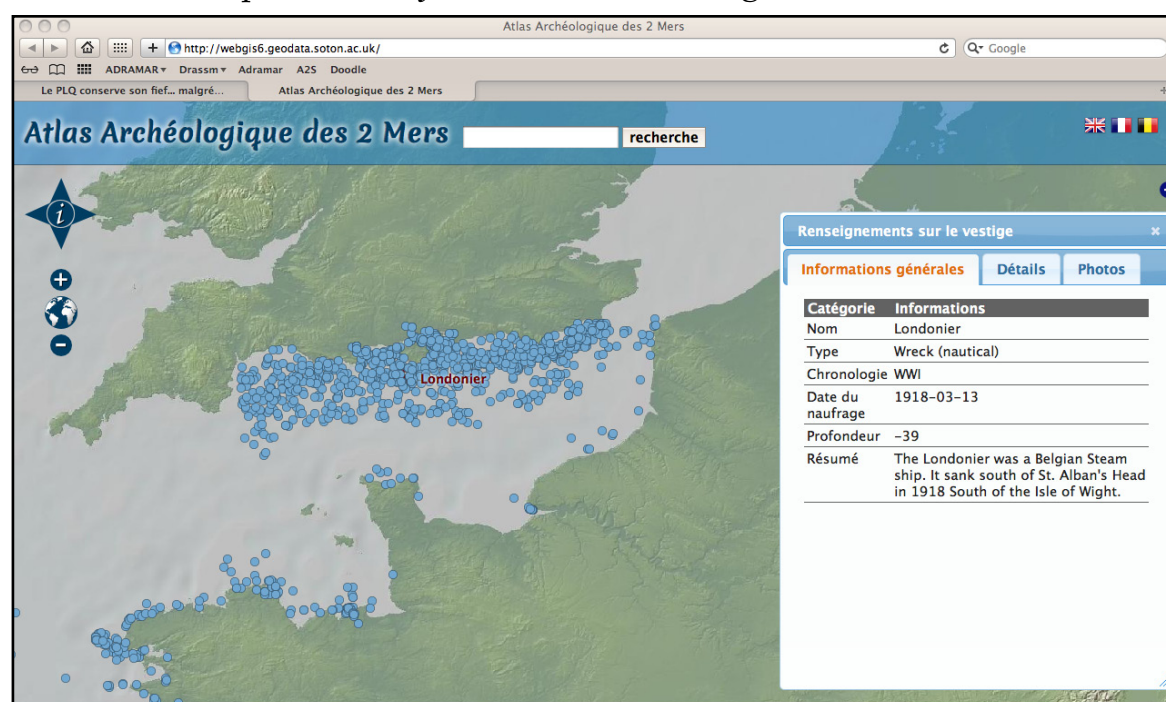 Atlas Archéologique des 2 Mers
http://webgis6.geodata.soton.ac.uk/
Google
ADRAMAR Drassm Adramar A2S Doodle
Le PLQ conserve son fief... malgré...
Atlas Archéologique des 2 Mers
Atlas Archéologique des 2 Mers
recherche
i
Londonier
Renseignements sur le vestige
Informations générales Détails Photos
Catégorie Informations
Nom Londonier
Type Wreck (nautical)
Chronologie WWI
Date du 1918-03-13
naufrage
Profondeur -39
Résumé The Londonier was a Belgian Steam
ship. It sank south of St. Alban's Head
in 1918 South of the Isle of Wight.